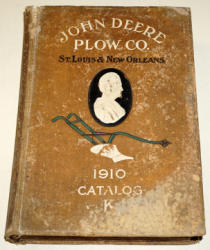 JOHN DEERE
PLOW CO.
ST. LOUIS & NEW ORLEANS.
1910
CATALOG
K